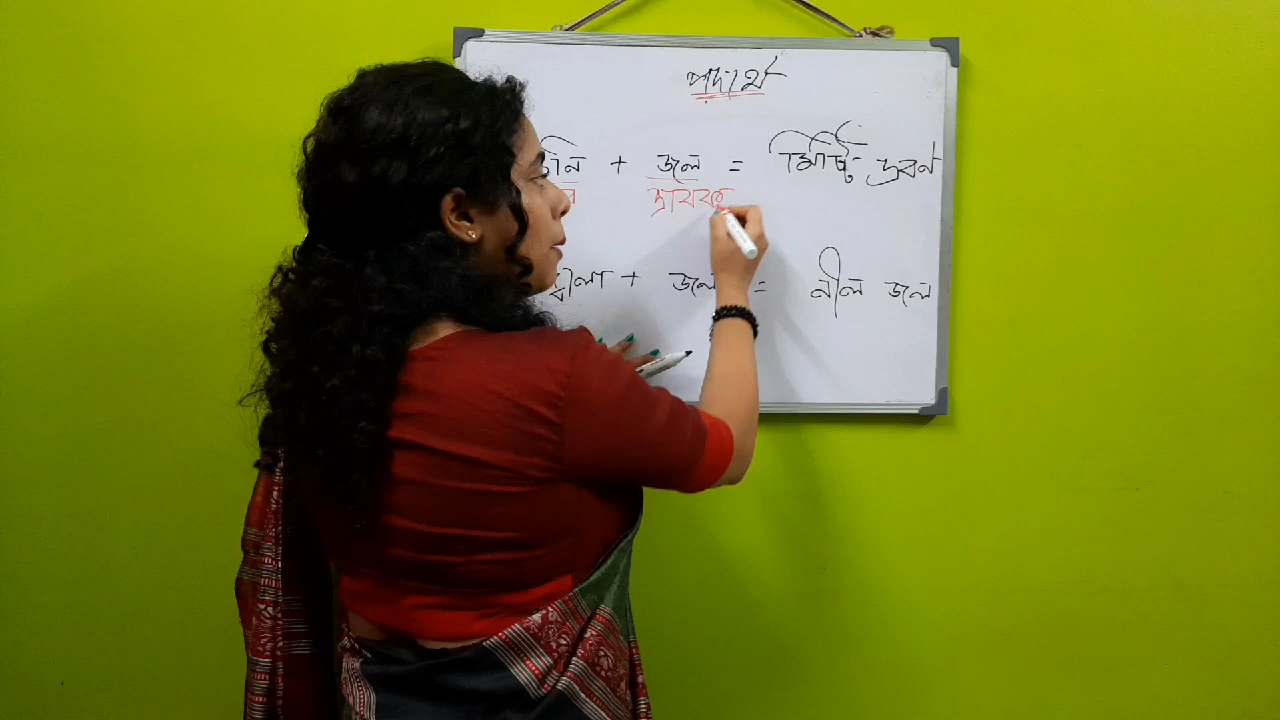 পদার্থ
চিনি + জল = মিষ্টি দ্রবণ
দ্রাবক
জল = নীল জল